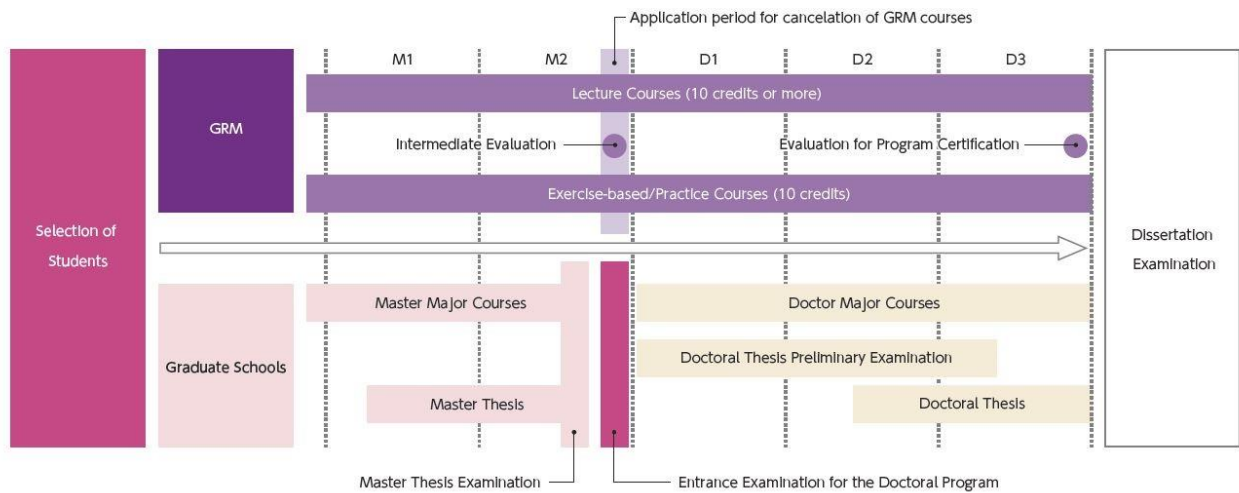 Application period for cancelation of GRM courses
M1
M2
D1
D2
D3
Lecture Courses (10 credits or more)
GRM
Intermediate Evaluation
Evaluation for Program Certification
Exercise-based/Practice Courses (10 credits)
Selection of
Students
Dissertation
Examination
Master Major Courses
Doctor Major Courses
Graduate Schools
Doctoral Thesis Preliminary Examination
Master Thesis
Doctoral Thesis
Master Thesis Examination
Entrance Examination for the Doctoral Program